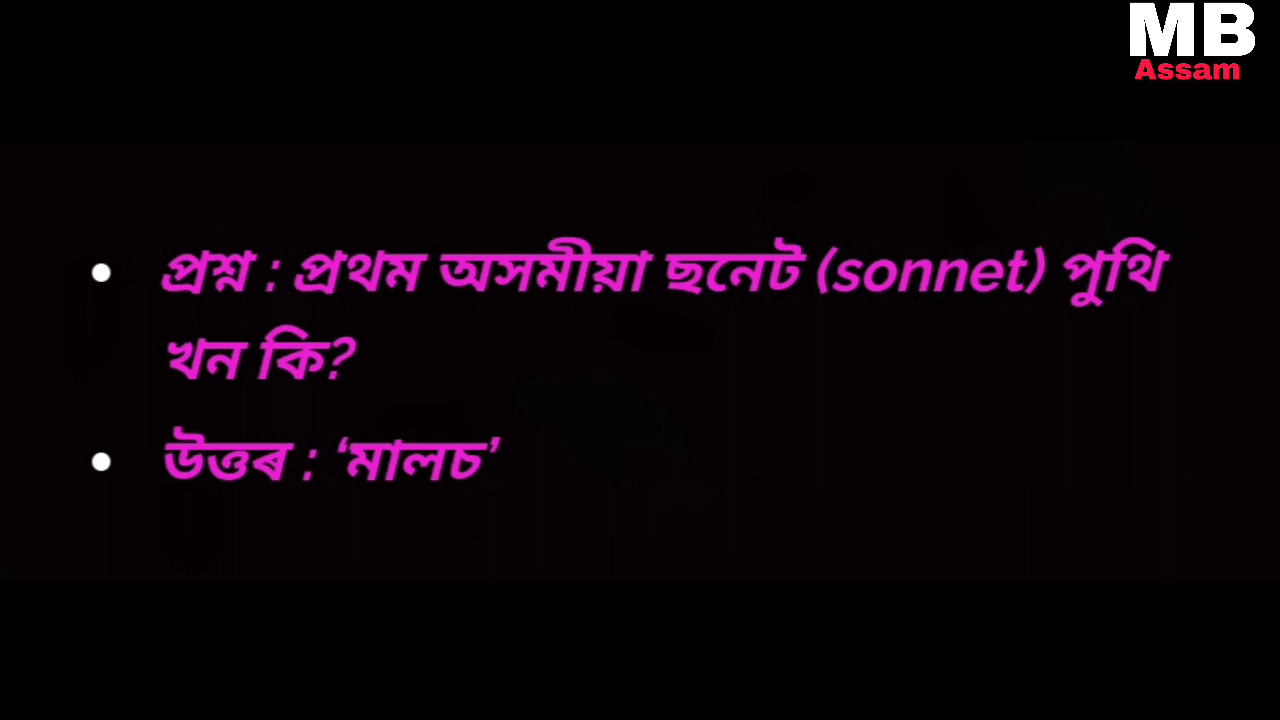 MB
Assam
• প্ৰশ্ন : প্ৰথম অসমীয়া ছনেট (sonnet) পুথি
খন কি?
• উত্তৰ : ‘মালচ’